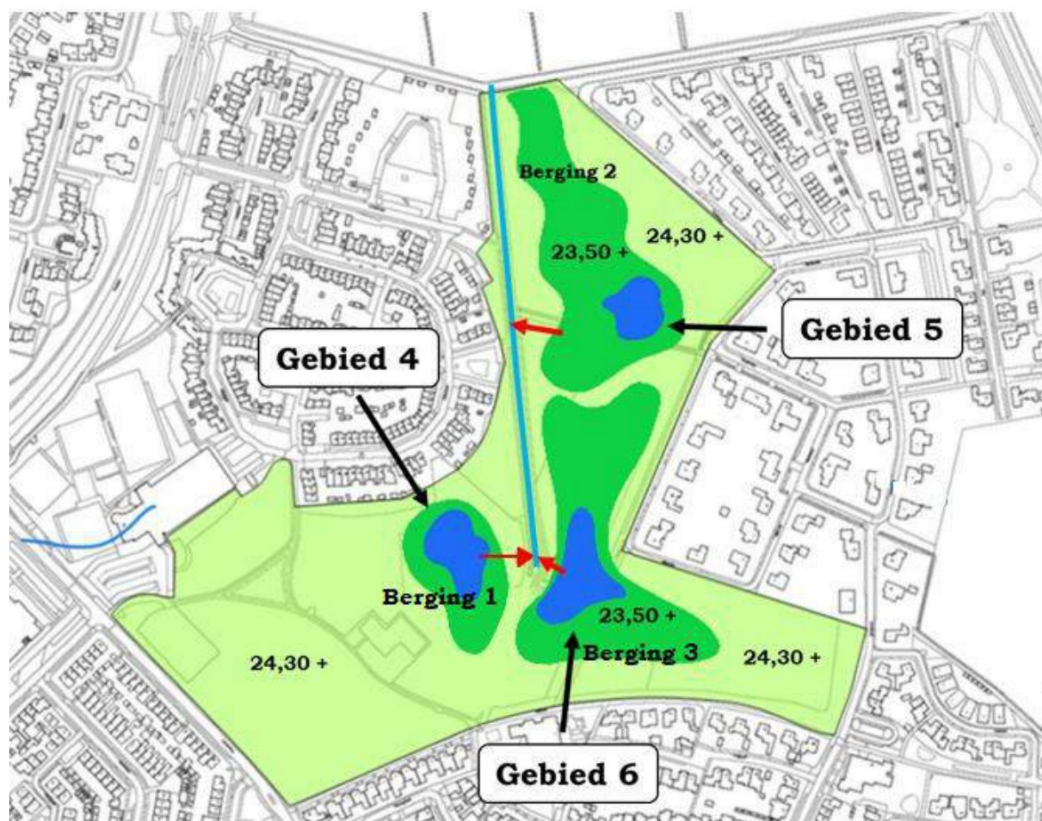 Berging 2
24,30 +
23,50 +
Gebied 5
Gebied 4
Berging 1
23,50 +
Berging 3
24,30 +
24,30 +
Gebied 6